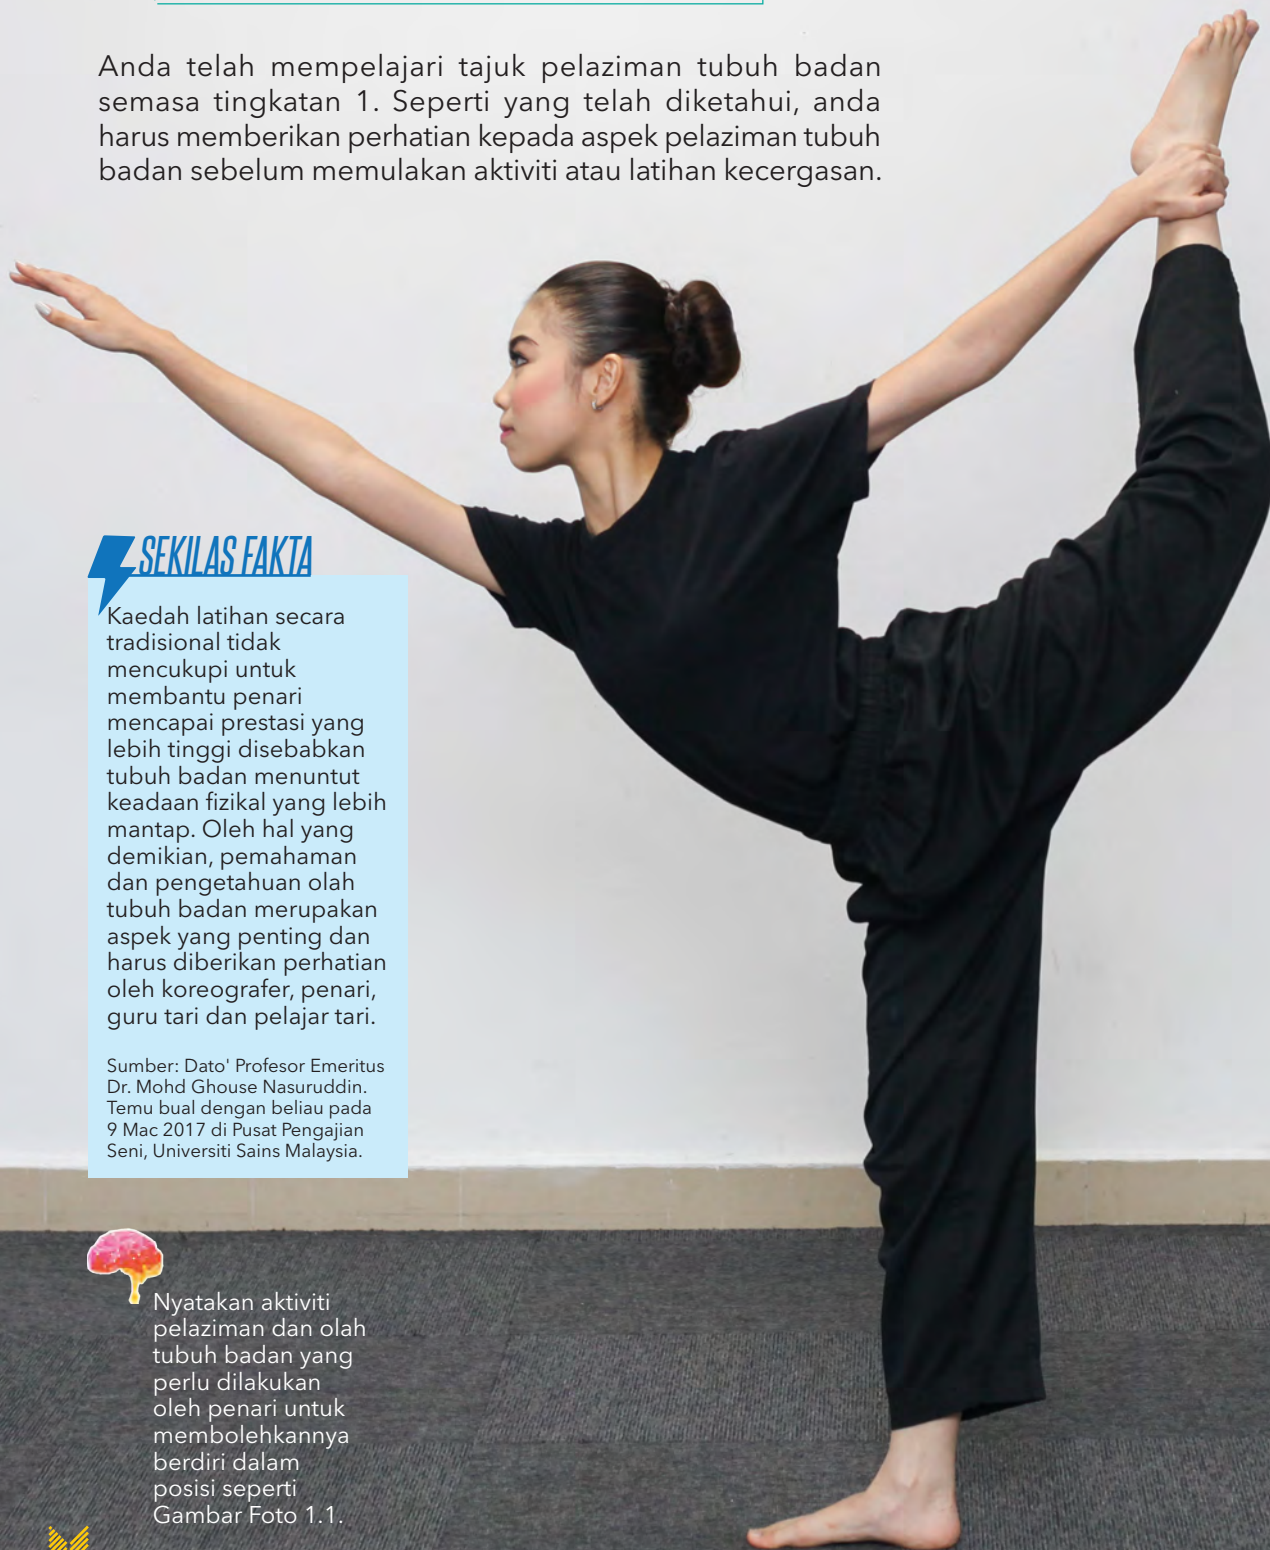 Anda telah mempelajari tajuk pelaziman tubuh badan
semasa tingkatan 1. Seperti yang telah diketahui, anda
harus memberikan perhatian kepada aspek pelaziman tubuh
badan sebelum memulakan aktiviti atau latihan kecergasan.
SEKILAS FAKTA
Kaedah latihan secara
tradisional tidak
mencukupi untuk
membantu penari
mencapai prestasi yang
lebih tinggi disebabkan
tubuh badan menuntut
keadaan fizikal yang lebih
mantap. Oleh hal yang
demikian, pemahaman
dan pengetahuan olah
tubuh badan merupakan
aspek yang penting dan
harus diberikan perhatian
oleh koreografer, penari,
guru tari dan pelajar tari.
Sumber: Dato' Profesor Emeritus
Dr. Mohd Ghouse Nasuruddin.
Temu bual dengan beliau pada
9 Mac 2017 di Pusat Pengajian
Seni, Universiti Sains Malaysia.
Nyatakan aktiviti
pelaziman dan olah
tubuh badan yang
perlu dilakukan
oleh penari untuk
membolehkannya
berdiri dalam
posisi seperti
Gambar Foto 1.1.